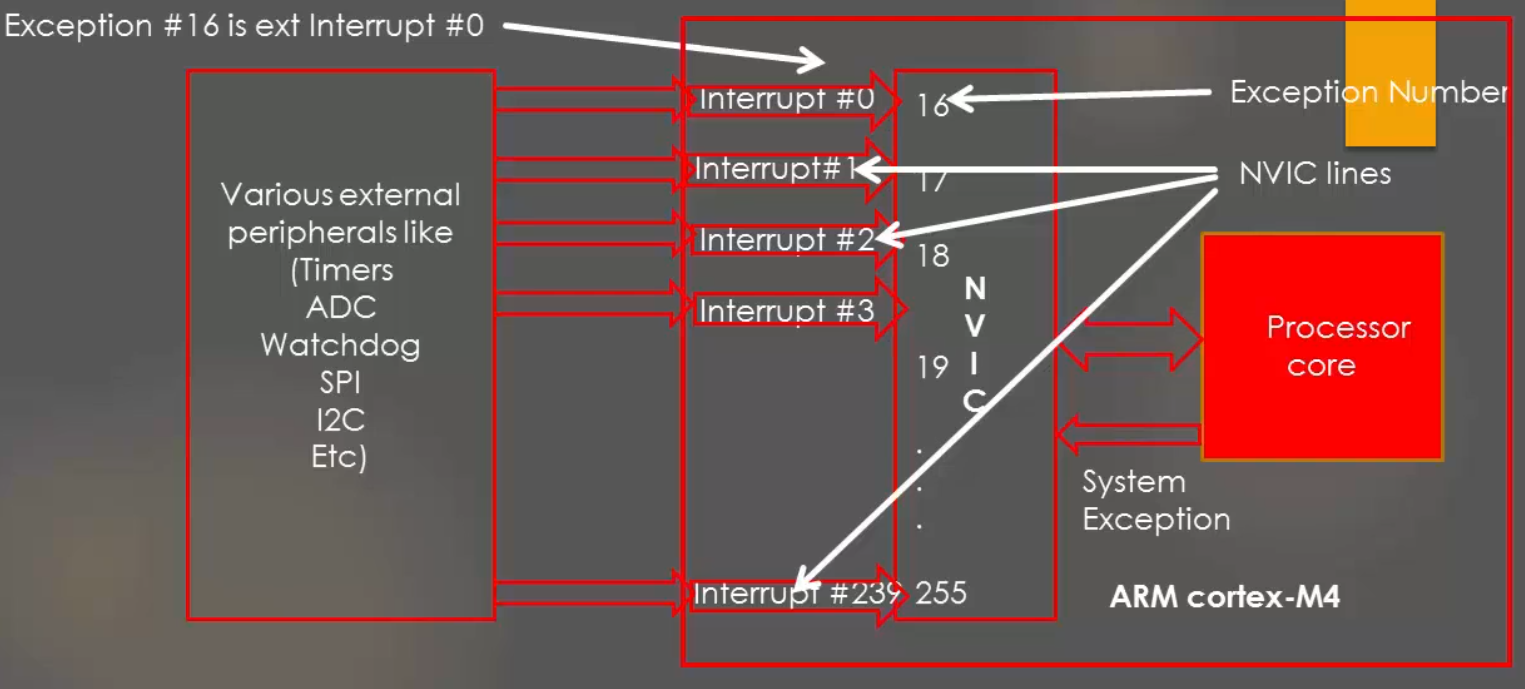 Exception #16 is ext Interrupt #0
Various external
peripherals like
(Timers
ADC
Watchdog
SPI
I2C
Etc)
Interrupt #0
Interrupt#1
Interrupt #2
Interrupt #3
Interrupt #239
16
17
18
19
.
.
.
255
N
V
I
C
Exception Number
NVIC lines
Processor
core
System
Exception
ARM cortex-M4